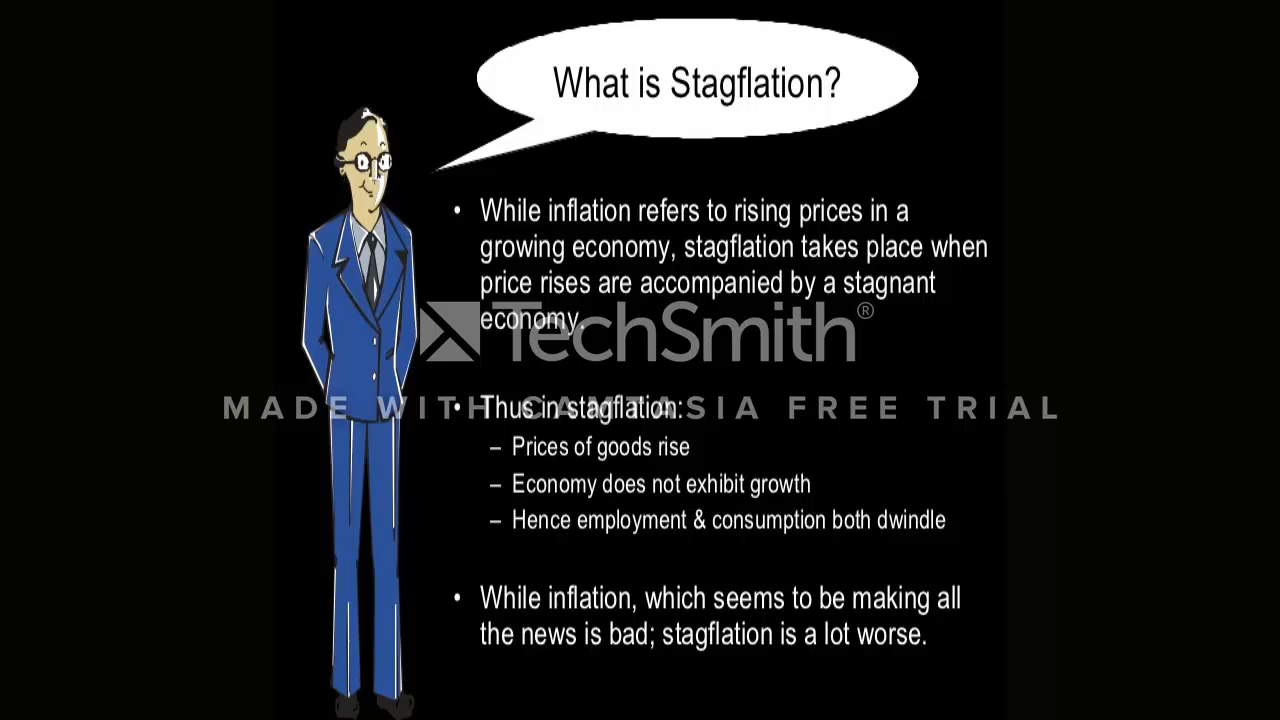 What is Stagflation?
• While inflation refers to rising prices in a
growing economy, stagflation takes place when
price rises are accompanied by a stagnant
economy.
TechSmith®
MADE WITH CAMTASIA FREE TRIAL
• Thus in stagflation:
– Prices of goods rise
– Economy does not exhibit growth
– Hence employment & consumption both dwindle
• While inflation, which seems to be making all
the news is bad; stagflation is a lot worse.